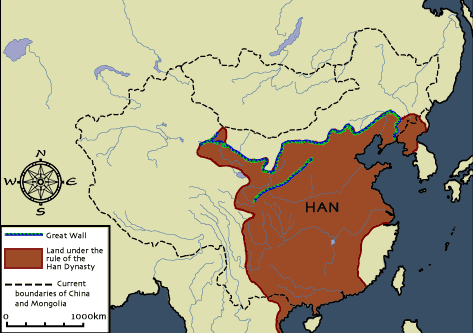 HAN
N
W E
S
Great Wall
Land under the
rule of the
Han Dynasty
Current
boundaries of China
and Mongolia
0 1000km